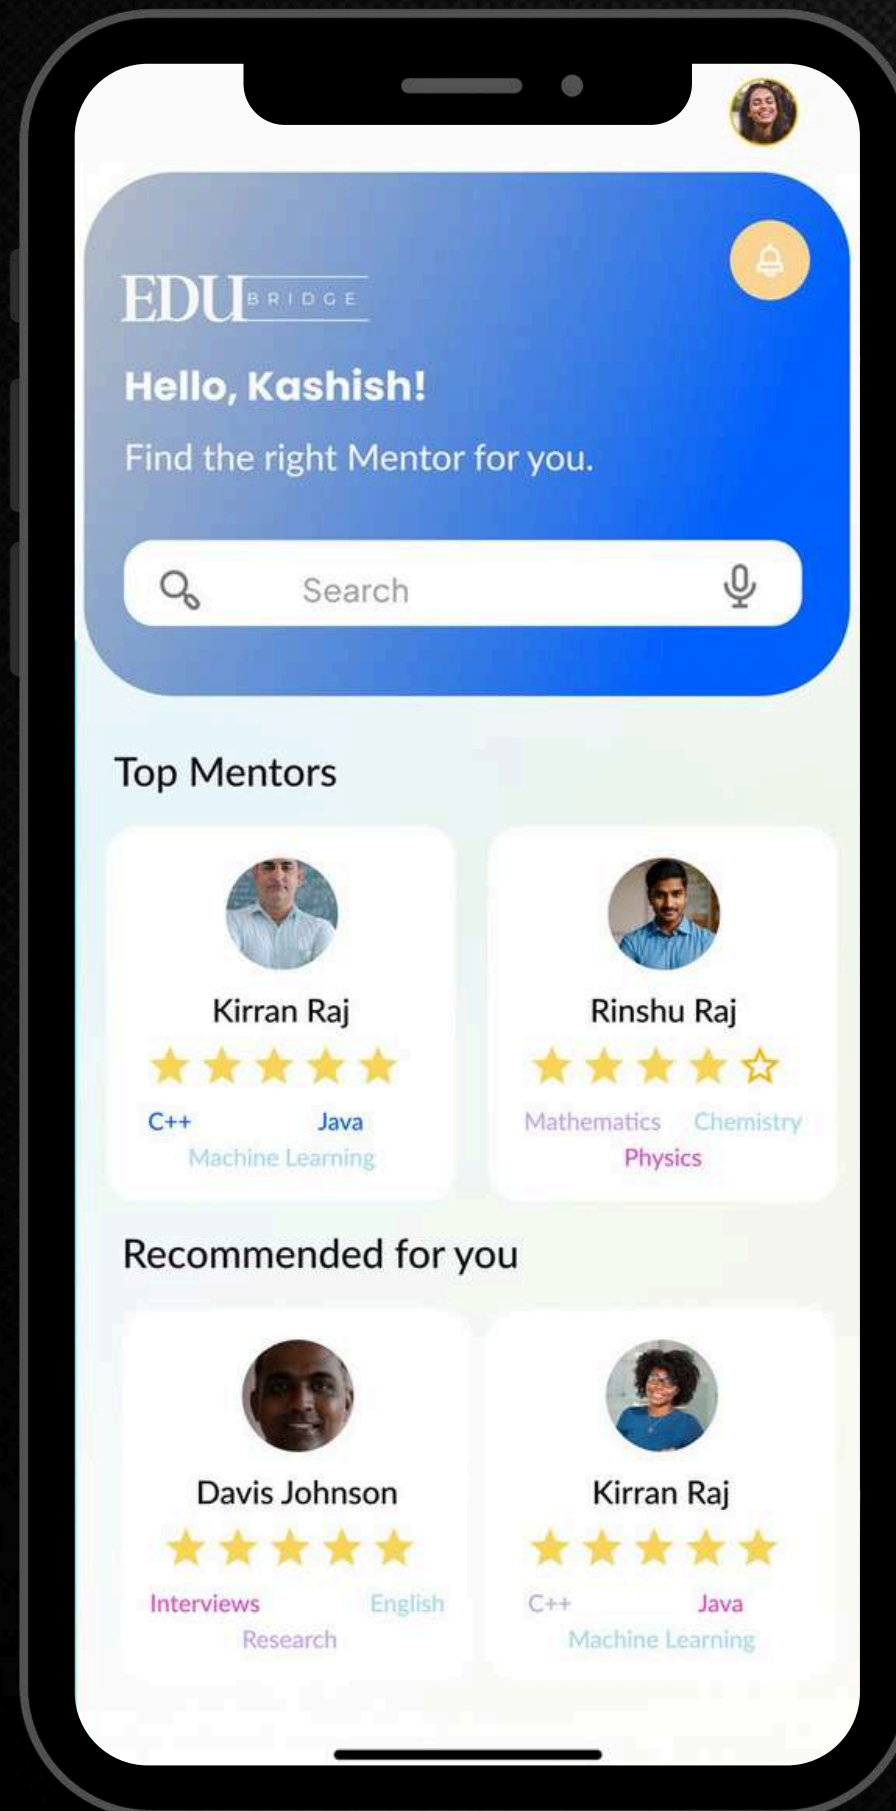 EDU BRIDGE
Hello, Kashish!
Find the right Mentor for you.
Search
Top Mentors
Kirran Raj
C++ Java
Machine Learning
Rinshu Raj
Mathematics Chemistry
Physics
Recommended for you
Davis Johnson
Interviews English
Research
Kirran Raj
C++ Java
Machine Learning